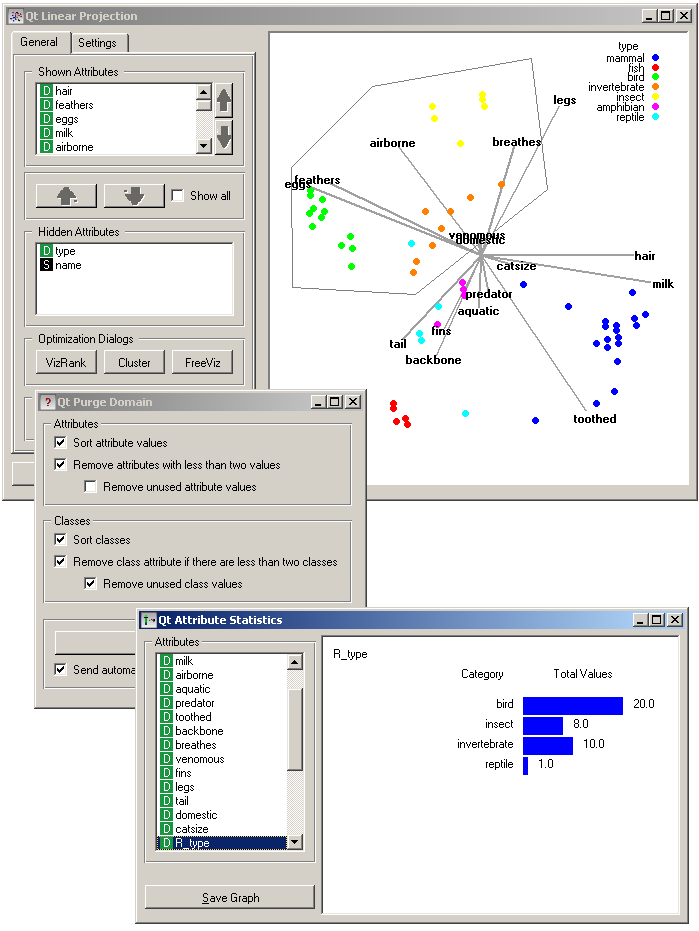 Qt Linear Projection
General
Settings
Shown Attributes
D hair
D feathers
D eggs
D milk
D airborne
Show all
Hidden Attributes
D type
S name
Optimization Dialogs
VizRank
Cluster
FreeViz
type
mammal
fish
bird
invertebrate
insect
amphibian
reptile
legs
airborne
breathes
feathers
eggs
venomous
domestic
hair
catsize
milk
predator
aquatic
fins
tail
backbone
toothed
? Qt Purge Domain
Attributes
Sort attribute values
Remove attributes with less than two values
Remove unused attribute values
Classes
Sort classes
Remove class attribute if there are less than two classes
Remove unused class values
Send automa
Qt Attribute Statistics
Attributes
D milk
D airborne
D aquatic
D predator
D toothed
D backbone
D breathes
D venomous
D fins
D legs
D tail
D domestic
D catsize
D R_type
Save Graph
R_type
Category Total Values
bird 20.0
insect 8.0
invertebrate 10.0
reptile 1.0